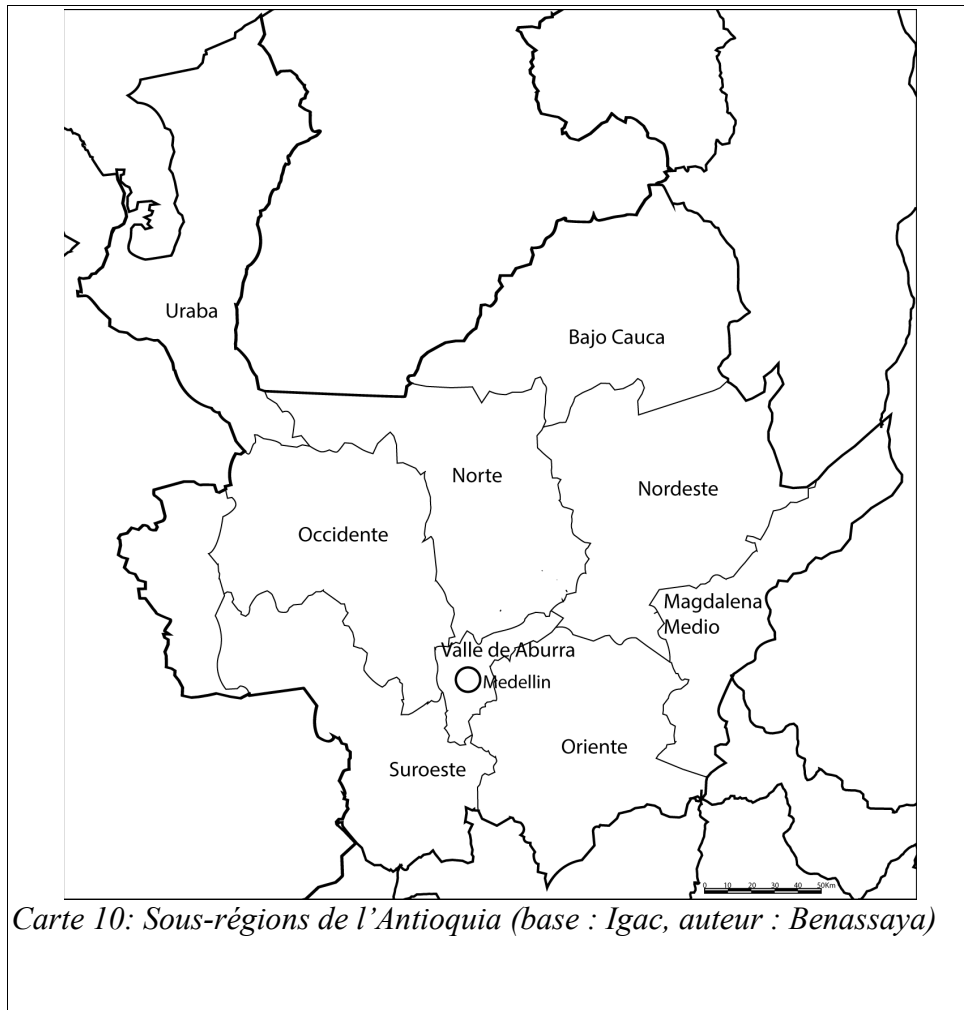 Uraba
Bajo Cauca
Norte
Nordeste
Occidente
Magdalena
Medio
Valle de Aburra
Medellin
Oriente
Suroeste
0 10 20 30 40 50Km
Carte 10: Sous-régions de l’Antioquia (base : Igac, auteur : Benassaya)